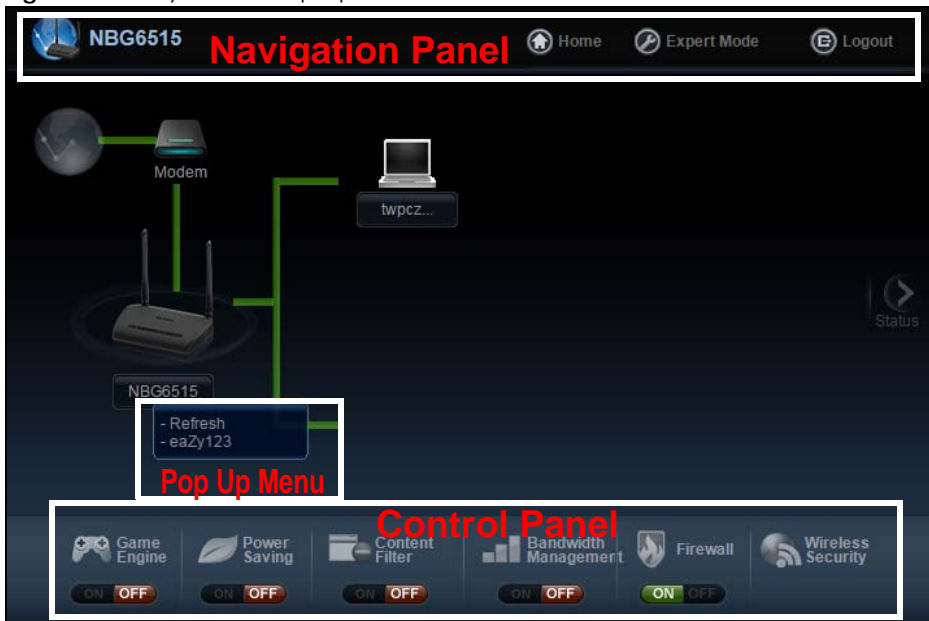 NBG6515
Navigation Panel
Home
Expert Mode
Logout
Modem
twpcz...
Status
NBG6515
- Refresh
- eaZy123
Pop Up Menu
Control Panel
Game
Engine
Power
Saving
Content
Filter
Bandwidth
Management
Firewall
Wireless
Security
ON OFF
ON OFF
ON OFF
ON OFF
ON OFF